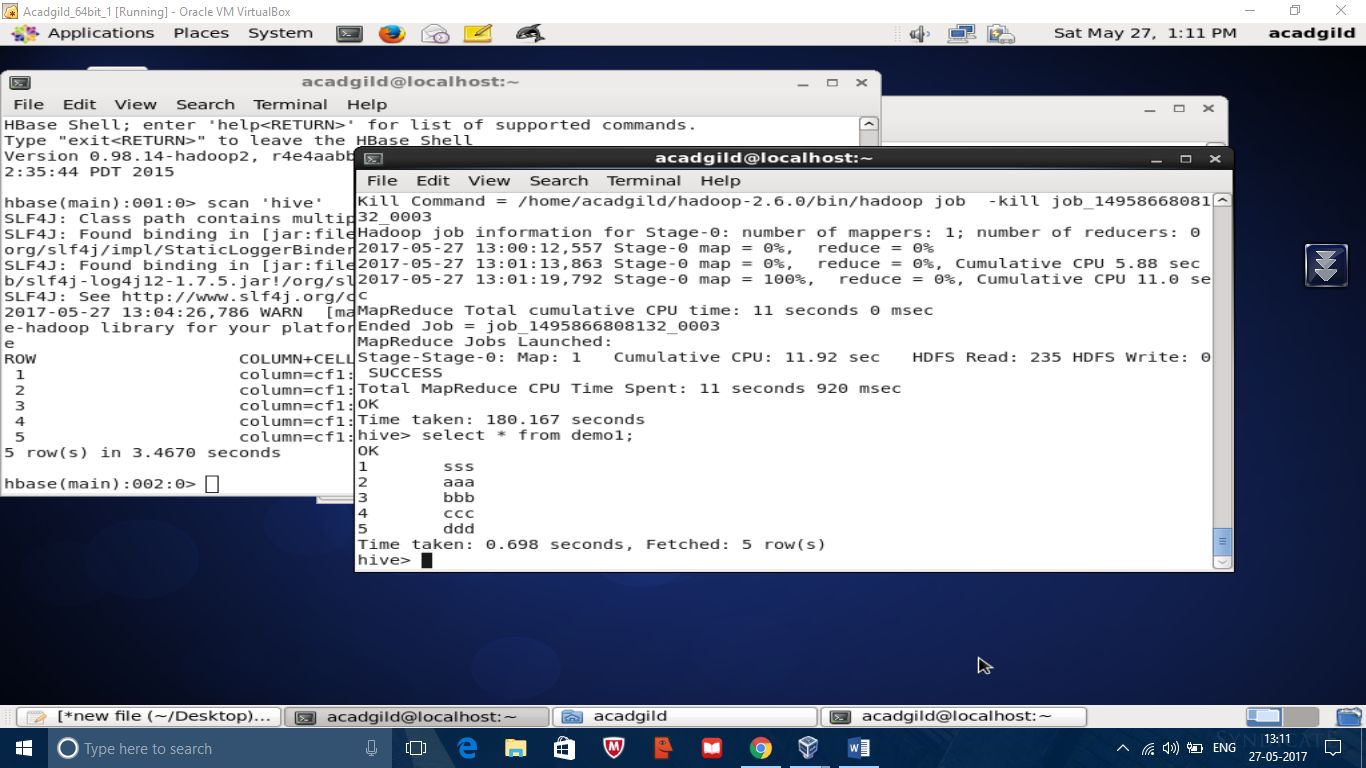 Acadgild_64bit_1 [Running] - Oracle VM VirtualBox
Applications Places System Sat May 27, 1:11 PM acadgild
acadgild@localhost:~
File Edit View Search Terminal Help
HBase Shell; enter 'help<RETURN>' for list of supported commands.
Type "exit<RETURN>" to leave the HBase Shell
Version 0.98.14-hadoop2, r4e4aabb
2:35:44 PDT 2015
hbase(main):001:0> scan 'hive'
SLF4J: Class path contains multip
SLF4J: Found binding in [jar:file
org/slf4j/impl/StaticLoggerBinder
SLF4J: Found binding in [jar:file
b/slf4j-log4j12-1.7.5.jar!/org/sl
SLF4J: See http://www.slf4j.org/c
2017-05-27 13:04:26,786 WARN [ma
e-hadoop library for your platfor
e
ROW COLUMN+CELL
1 column=cf1:
2 column=cf1:
3 column=cf1:
4 column=cf1:
5 column=cf1:
5 row(s) in 3.4670 seconds
hbase(main):002:0>
acadgild@localhost:~
File Edit View Search Terminal Help
Kill Command = /home/acadgild/hadoop-2.6.0/bin/hadoop job -kill job_14958668081
32_0003
Hadoop job information for Stage-0: number of mappers: 1; number of reducers: 0
2017-05-27 13:00:12,557 Stage-0 map = 0%, reduce = 0%
2017-05-27 13:01:13,863 Stage-0 map = 0%, reduce = 0%, Cumulative CPU 5.88 sec
2017-05-27 13:01:19,792 Stage-0 map = 100%, reduce = 0%, Cumulative CPU 11.0 se
c
MapReduce Total cumulative CPU time: 11 seconds 0 msec
Ended Job = job_1495866808132_0003
MapReduce Jobs Launched:
Stage-Stage-0: Map: 1 Cumulative CPU: 11.92 sec HDFS Read: 235 HDFS Write: 0
SUCCESS
Total MapReduce CPU Time Spent: 11 seconds 920 msec
OK
Time taken: 180.167 seconds
hive> select * from demo1;
OK
1 sss
2 aaa
3 bbb
4 ccc
5 ddd
Time taken: 0.698 seconds, Fetched: 5 row(s)
hive>
[*new file (~/Desktop)... acadgild@localhost:~ acadgild acadgild@localhost:~
Type here to search ENG 13:11
27-05-2017